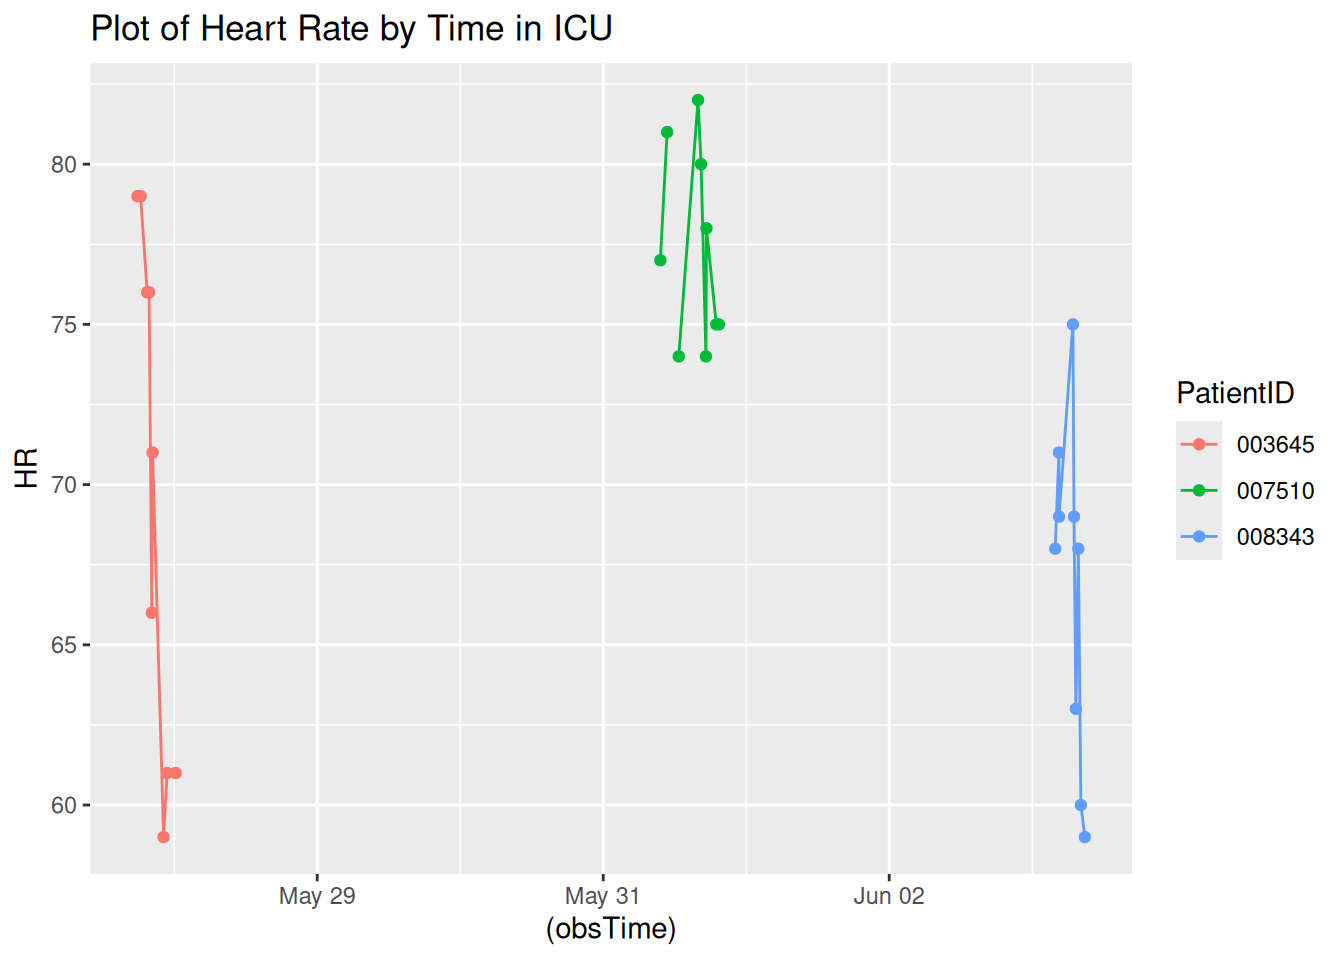 Plot of Heart Rate by Time in ICU
80
75
70
65
60
HR
May 29
May 31
Jun 02
(obsTime)
PatientID
003645
007510
008343